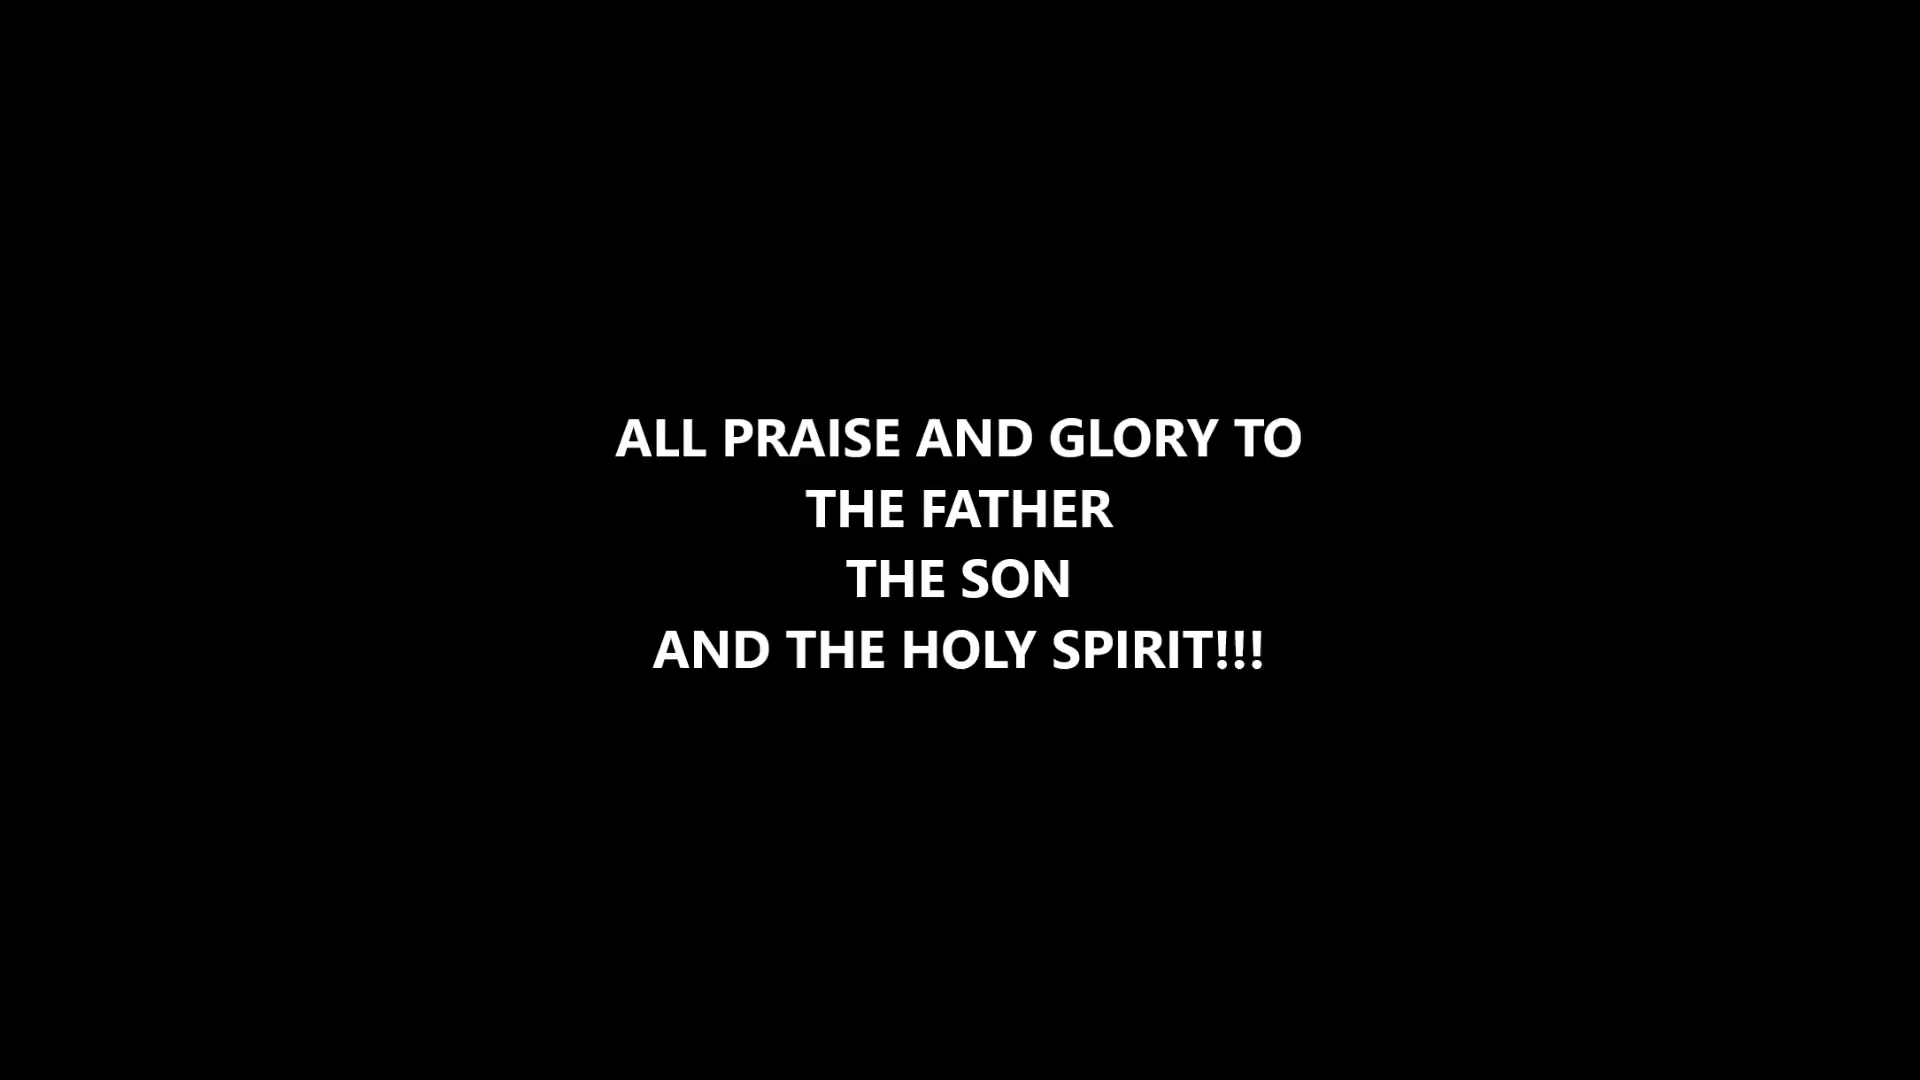 ALL PRAISE AND GLORY TO
THE FATHER
THE SON
AND THE HOLY SPIRIT!!!